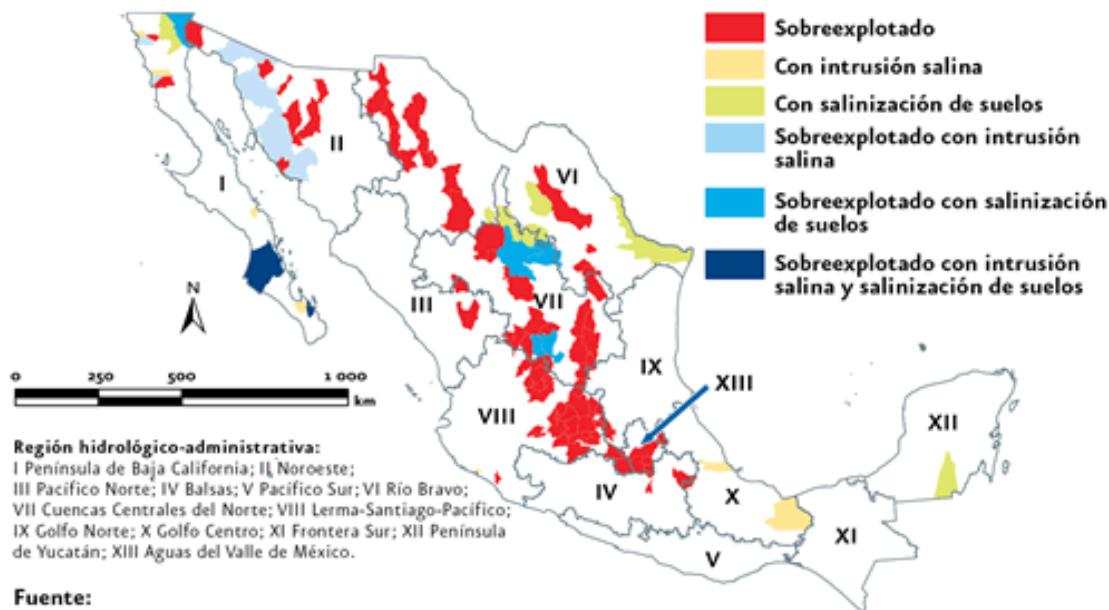 Sobreexplotado
Con intrusión salina
Con salinización de suelos
Sobreexplotado con intrusión
salina
Sobreexplotado con salinización
de suelos
Sobreexplotado con intrusión
salina y salinización de suelos
I
II
III
IV
V
VI
VII
VIII
IX
X
XI
XII
XIII
N
0 250 500 1 000
km
Región hidrológico-administrativa:
I Península de Baja California; II Noroeste;
III Pacífico Norte; IV Balsas; V Pacífico Sur; VI Río Bravo;
VII Cuencas Centrales del Norte; VIII Lerma-Santiago-Pacífico;
IX Golfo Norte; X Golfo Centro; XI Frontera Sur; XII Península
de Yucatán; XIII Aguas del Valle de México.
Fuente: